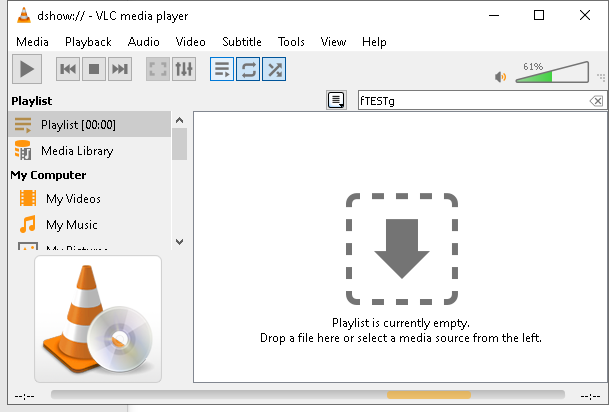 dshow:// - VLC media player
Media Playback Audio Video Subtitle Tools View Help
61%
Playlist
fTESTg
Playlist [00:00]
Media Library
My Computer
My Videos
My Music
My Pictures
Playlist is currently empty.
Drop a file here or select a media source from the left.
--:-- --:--